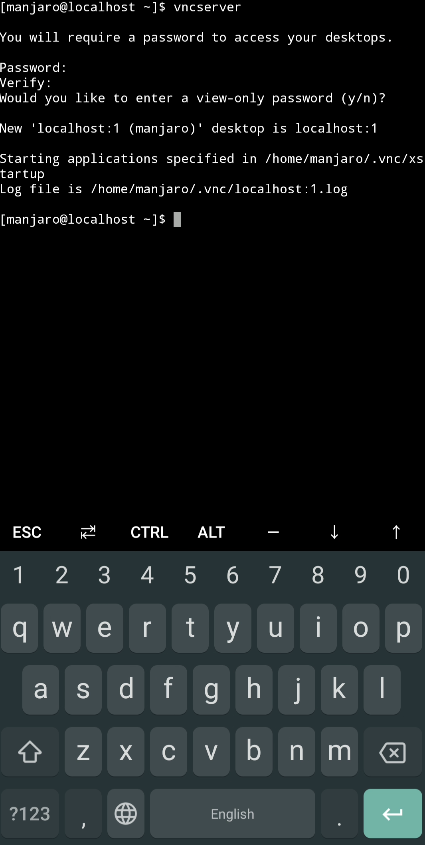 [manjaro@localhost ~]$ vncserver
You will require a password to access your desktops.
Password:
Verify:
Would you like to enter a view-only password (y/n)?
New 'localhost:1 (manjaro)' desktop is localhost:1
Starting applications specified in /home/manjaro/.vnc/xs
tartup
Log file is /home/manjaro/.vnc/localhost:1.log
[manjaro@localhost ~]$
ESC ⇄ CTRL ALT — ↓ ↑
1 2 3 4 5 6 7 8 9 0
q w e r t y u i o p
a s d f g h j k l
z x c v b n m
?123 , English .